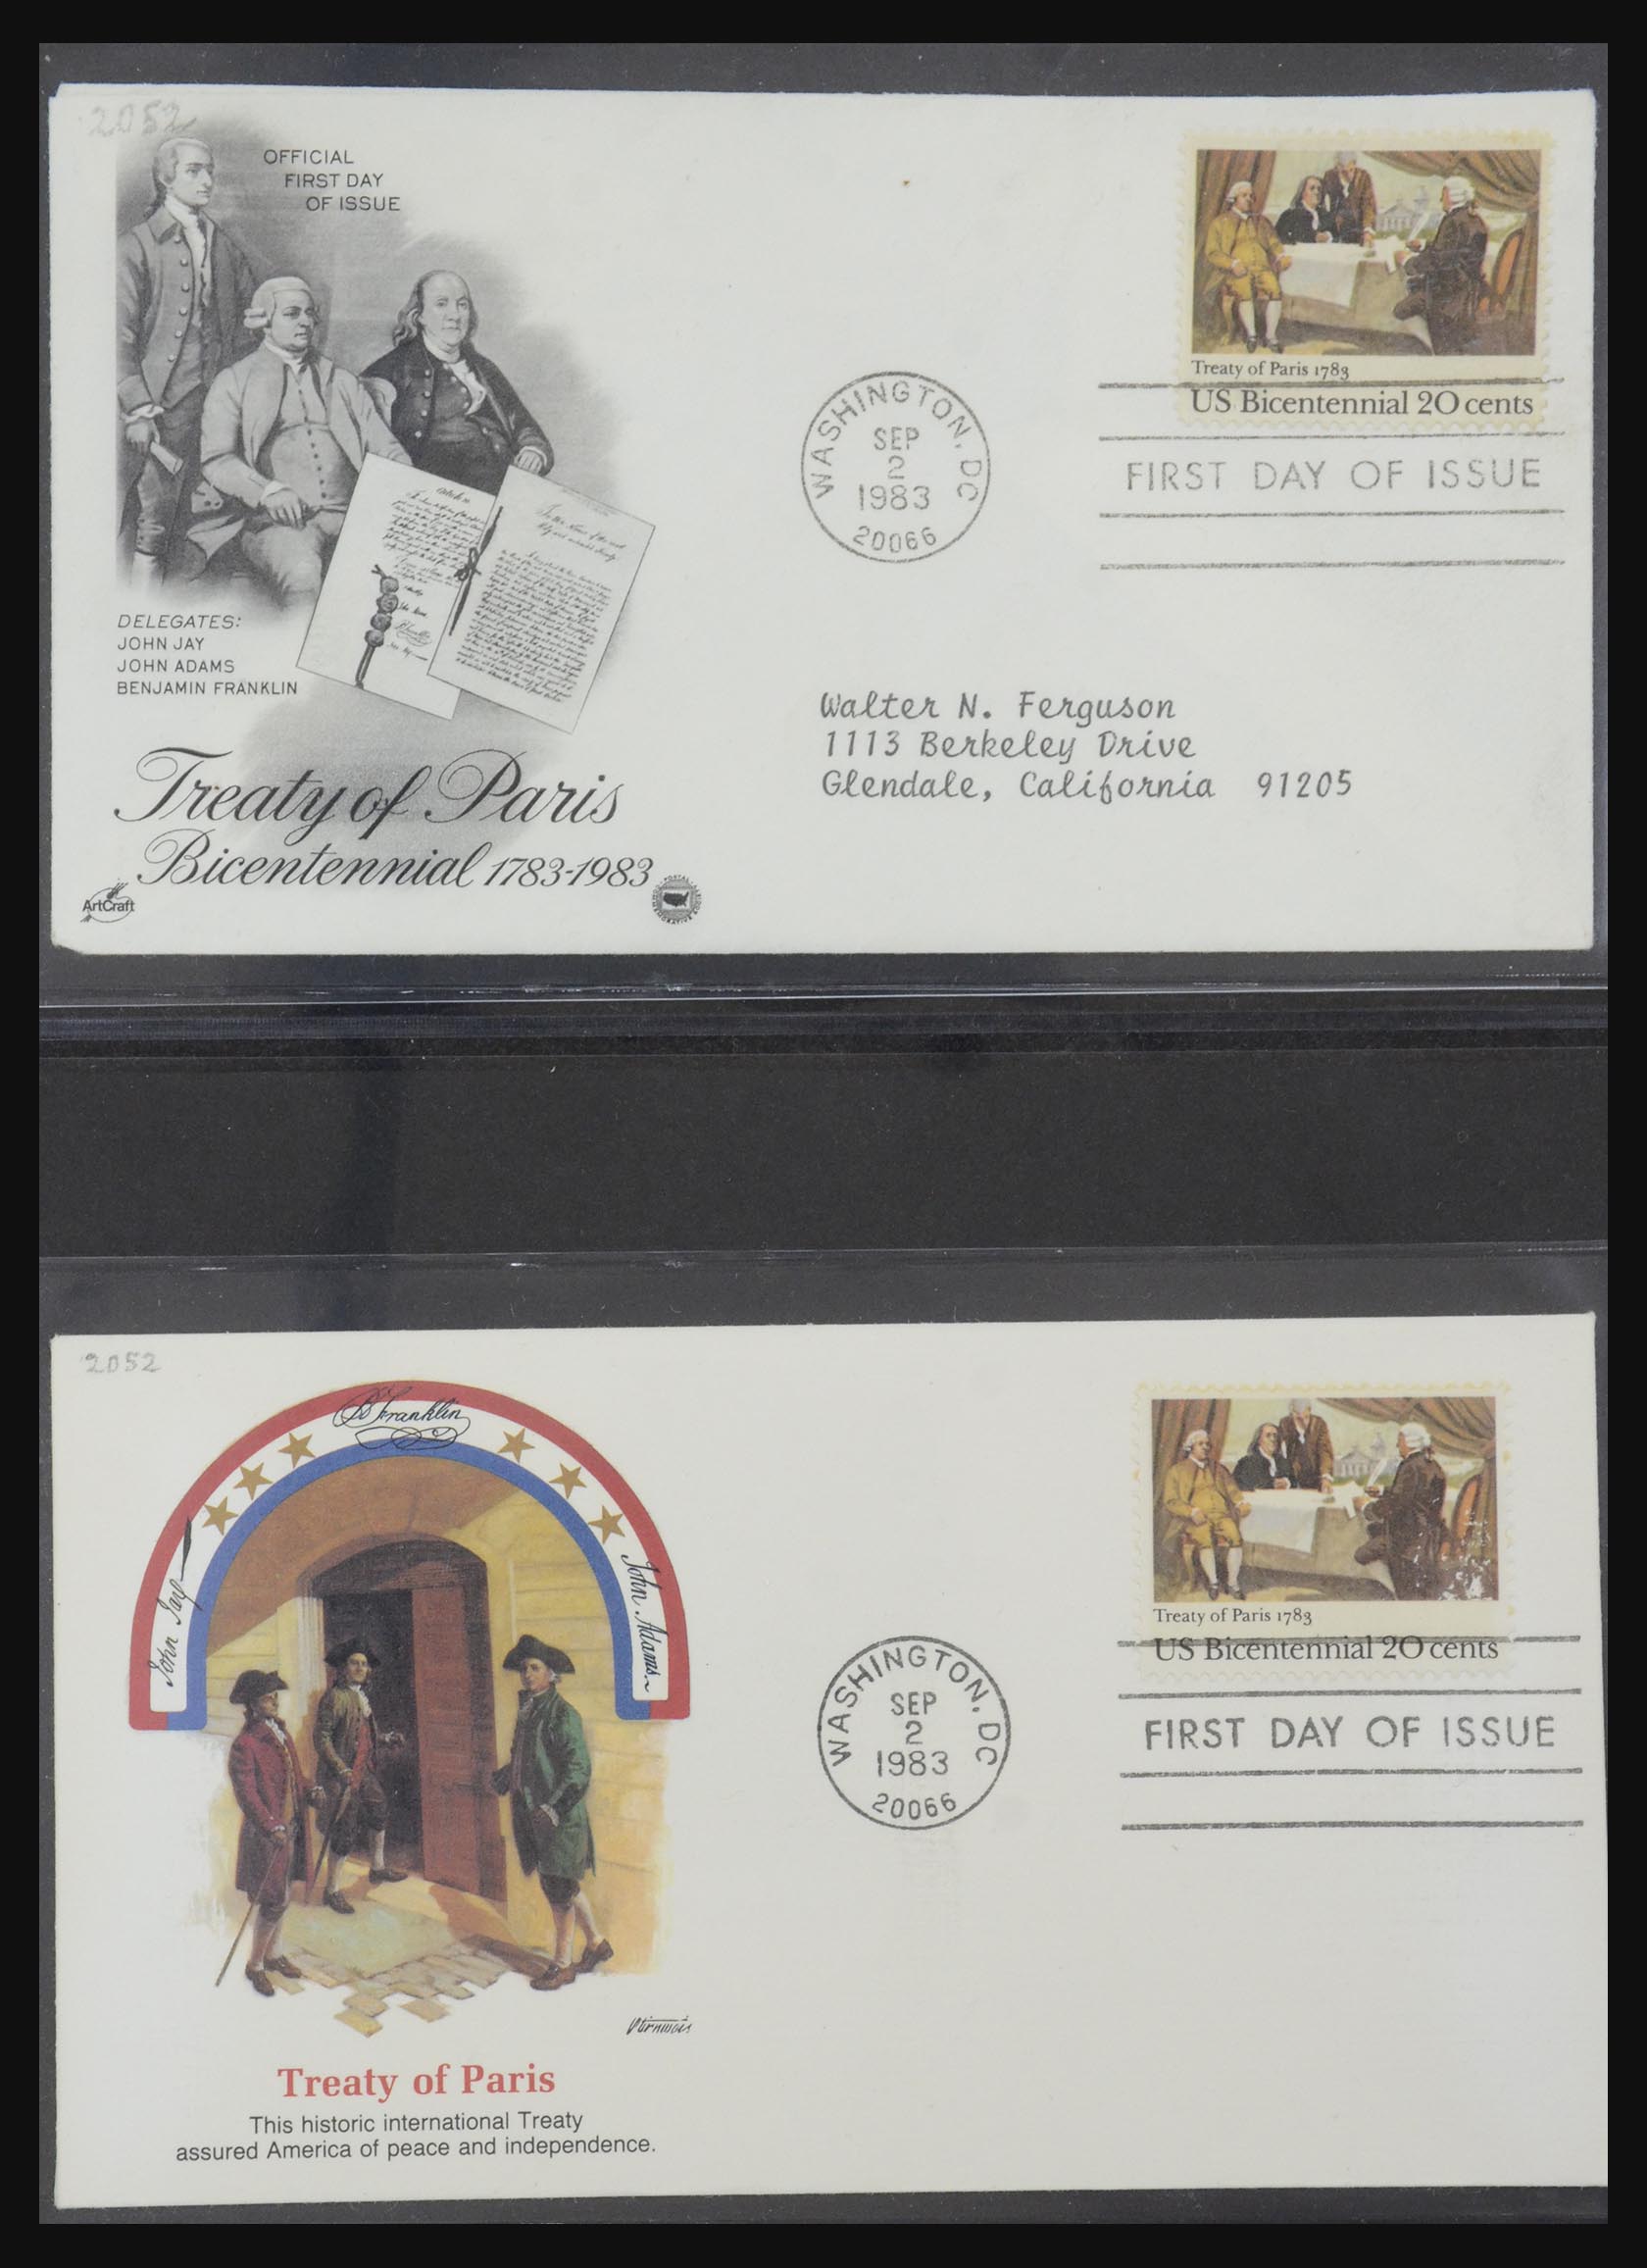 2052
OFFICIAL
FIRST DAY
OF ISSUE
Treaty of Paris 1783
US Bicentennial 20 cents
WASHINGTON, DC
SEP
2
1983
20066
FIRST DAY OF ISSUE
DELEGATES:
JOHN JAY
JOHN ADAMS
BENJAMIN FRANKLIN
Walter N. Ferguson
1113 Berkeley Drive
Glendale, California 91205
Treaty of Paris
Bicentennial 1783-1983
ArtCraft
2052
B Franklin
John Jay
John Adams
Treaty of Paris 1783
US Bicentennial 20 cents
WASHINGTON, DC
SEP
2
1983
20066
FIRST DAY OF ISSUE
Treaty of Paris
This historic international Treaty
assured America of peace and independence.